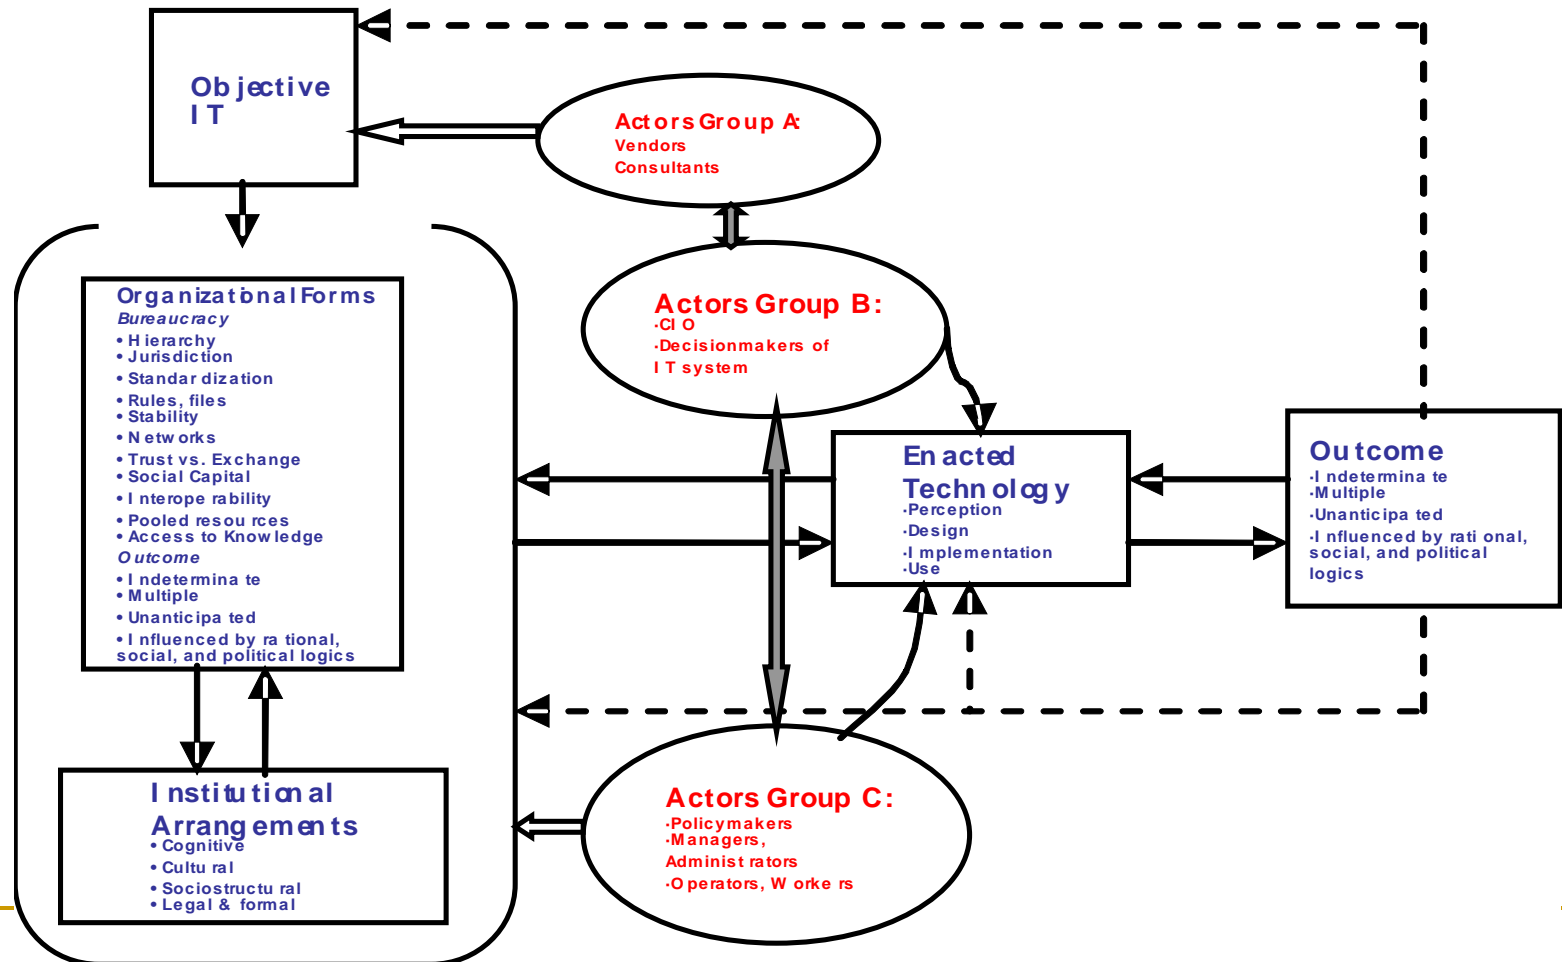 Objective
IT
Actors Group A:
Vendors
Consultants
Actors Group B:
·CIO
·Decisionmakers of
IT system
Organizational Forms
Bureaucracy
• Hierarchy
• Jurisdiction
• Standardization
• Rules, files
• Stability
• Networks
• Trust vs. Exchange
• Social Capital
• Interoperability
• Pooled resources
• Access to Knowledge
Outcome
• Indeterminate
• Multiple
• Unanticipated
• Influenced by rational,
social, and political logics
Enacted
Technology
·Perception
·Design
·Implementation
·Use
Outcome
·Indeterminate
·Multiple
·Unanticipated
·Influenced by rational,
social, and political
logics
Institutional
Arrangements
• Cognitive
• Cultural
• Sociostructural
• Legal & formal
Actors Group C:
·Policymakers
·Managers,
Administrators
·Operators, Workers